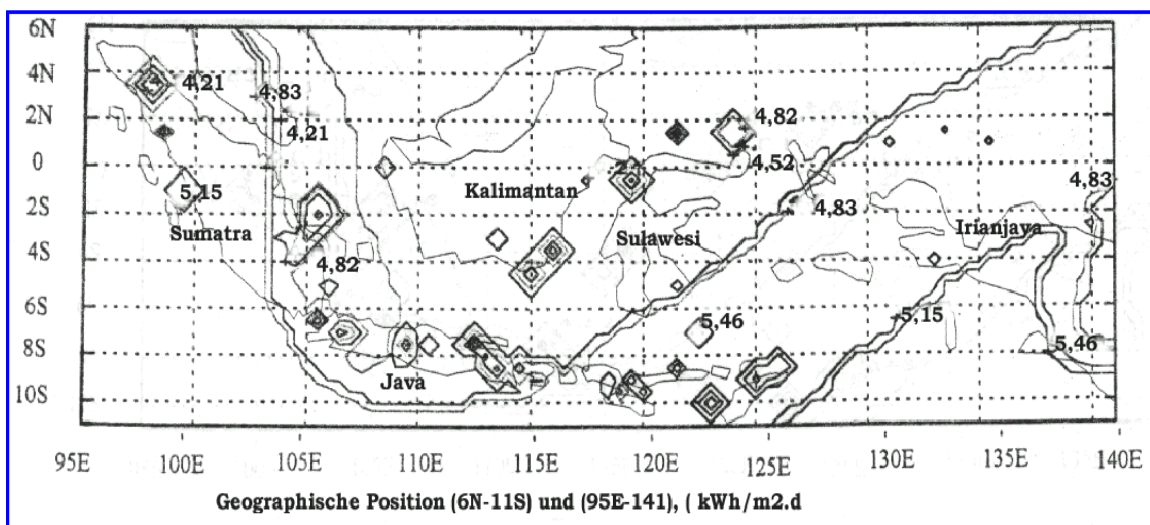 6N
4N
4,21
4,83
2N
4,21
4,82
0
4,52
Kalimantan
4,83
5,15
2S
4,83
Sumatra
Sulawesi
Irianjaya
4S
4,82
6S
5,46
5,15
8S
5,46
Java
10S
95E 100E 105E 110E 115E 120E 125E 130E 135E 140E
Geographische Position (6N-11S) und (95E-141), ( kWh/m2.d